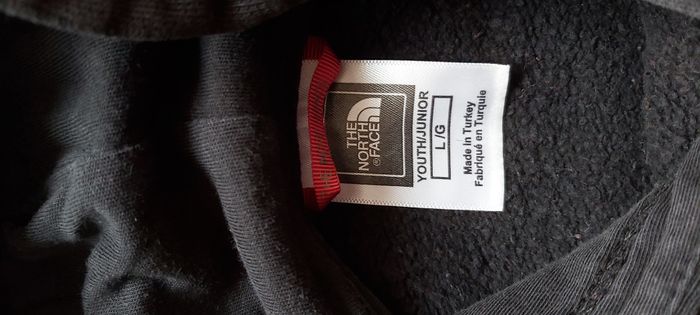 THE
NORTH
FACE
YOUTH/JUNIOR
L/G
Made in Turkey
Fabriqué en Turquie